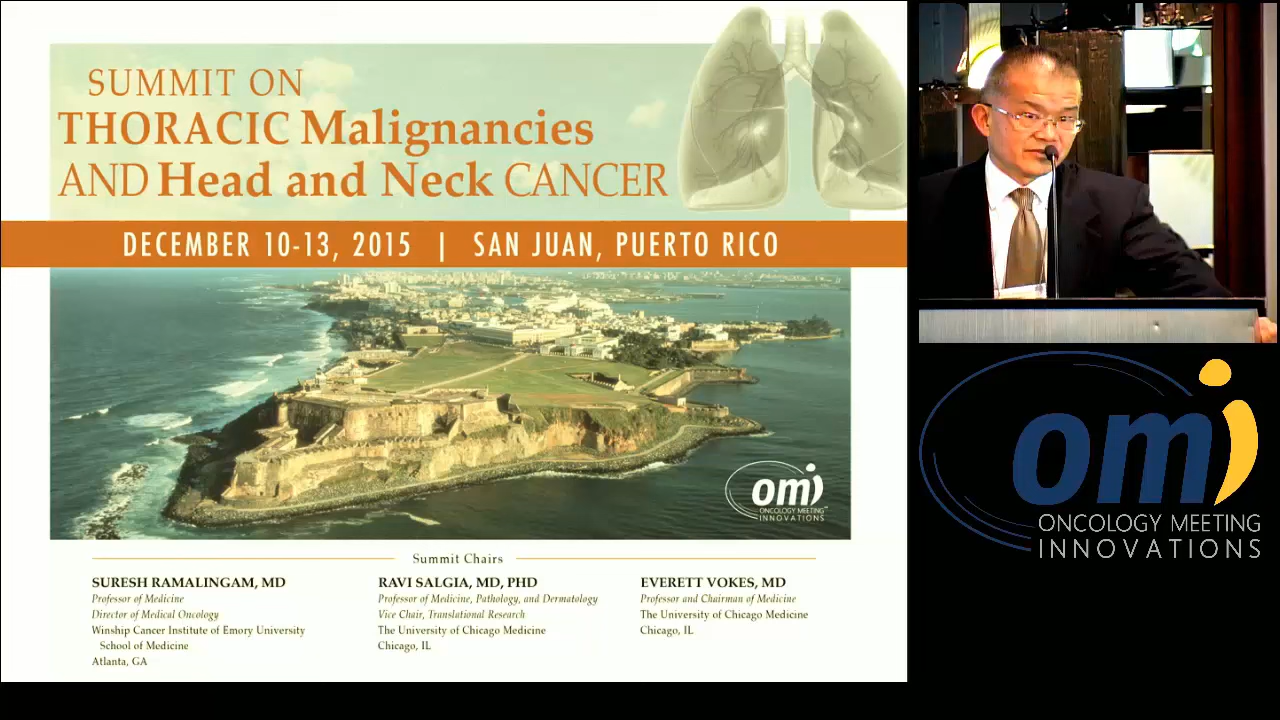 SUMMIT ON
THORACIC Malignancies
AND Head and Neck CANCER
DECEMBER 10-13, 2015 | SAN JUAN, PUERTO RICO
omi
ONCOLOGY MEETING
INNOVATIONS
Summit Chairs
SURESH RAMALINGAM, MD
Professor of Medicine
Director of Medical Oncology
Winship Cancer Institute of Emory University
School of Medicine
Atlanta, GA
RAVI SALGIA, MD, PHD
Professor of Medicine, Pathology, and Dermatology
Vice Chair, Translational Research
The University of Chicago Medicine
Chicago, IL
EVERETT VOKES, MD
Professor and Chairman of Medicine
The University of Chicago Medicine
Chicago, IL
omi
ONCOLOGY MEETING
INNOVATIONS